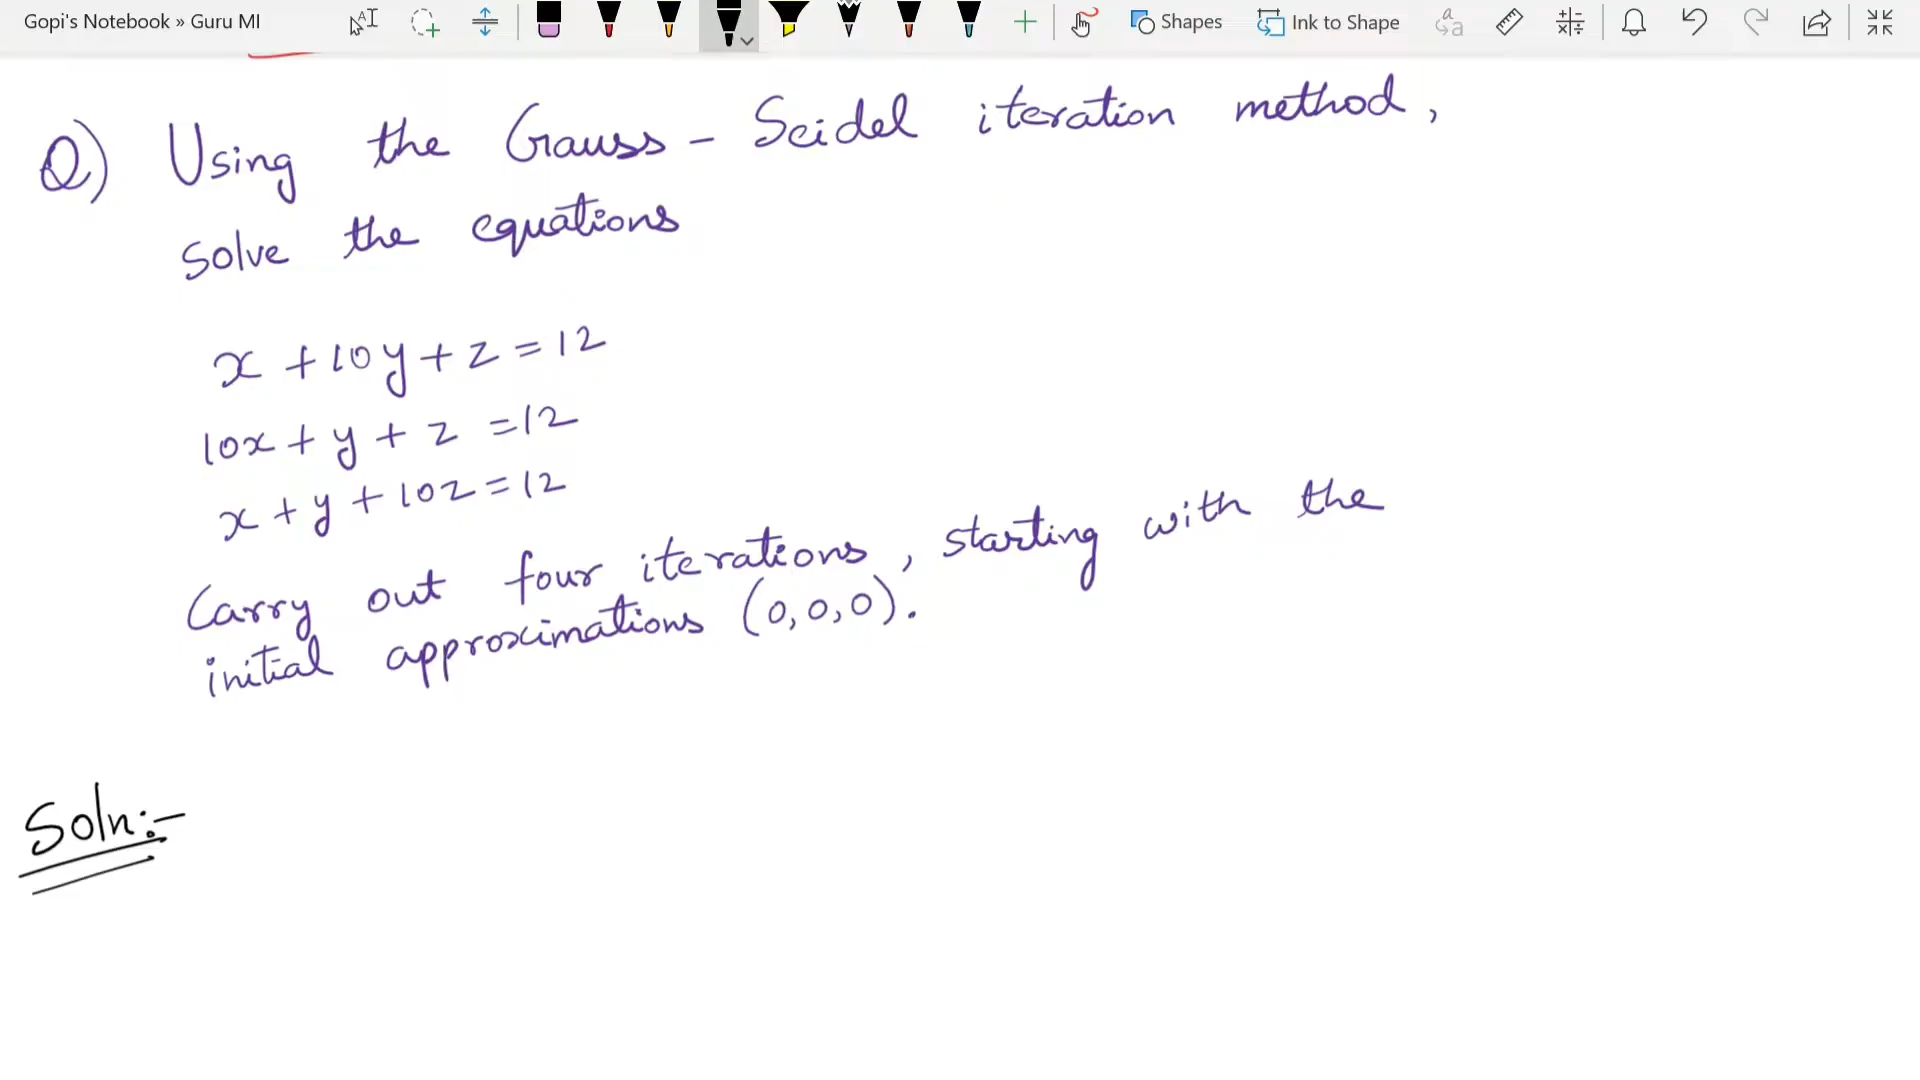 Gopi's Notebook » Guru MI Shapes Ink to Shape
Q) Using the Gauss - Seidel iteration method,
solve the equations
x + 10y + z = 12
10x + y + z = 12
x + y + 10z = 12
Carry out four iterations, starting with the
initial approximations (0,0,0).
Soln:-